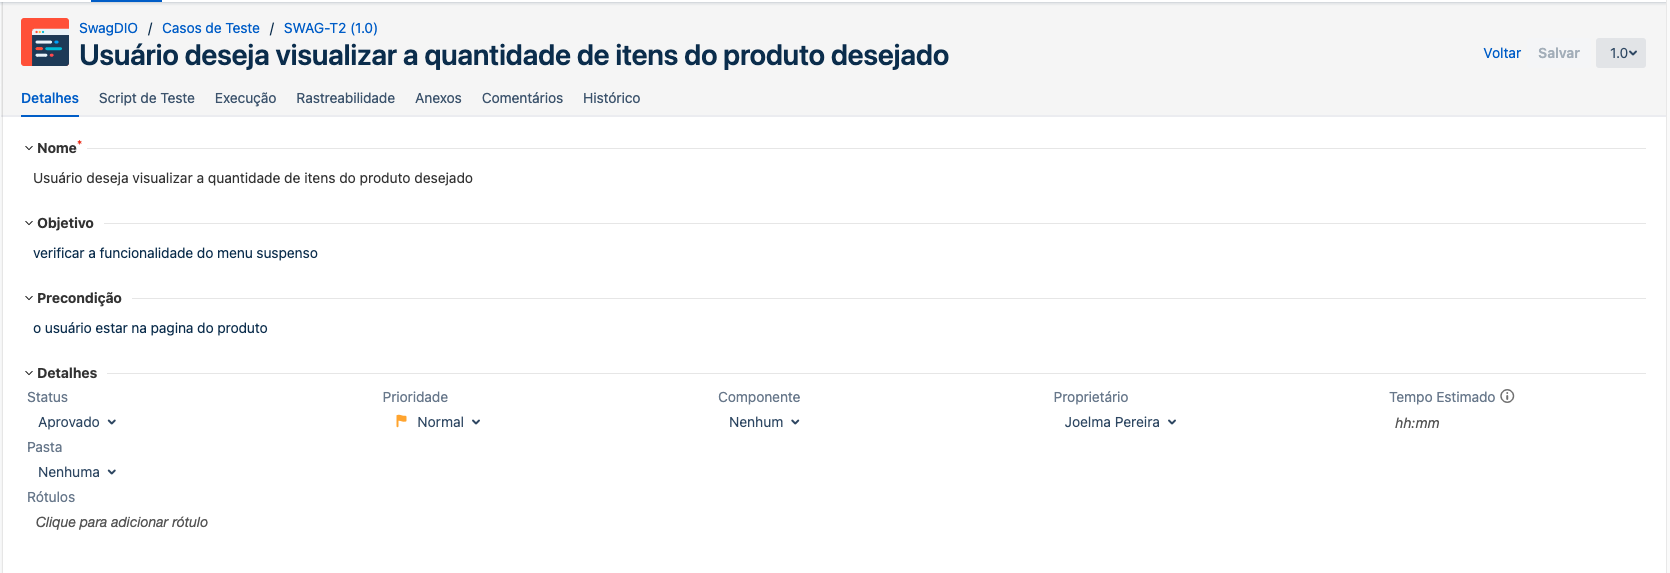 SwagDIO / Casos de Teste / SWAG-T2 (1.0)
Usuário deseja visualizar a quantidade de itens do produto desejado
Voltar Salvar 1.0
Detalhes Script de Teste Execução Rastreabilidade Anexos Comentários Histórico
Nome*
Usuário deseja visualizar a quantidade de itens do produto desejado
Objetivo
verificar a funcionalidade do menu suspenso
Precondição
o usuário estar na pagina do produto
Detalhes
Status Prioridade Componente Proprietário Tempo Estimado
Aprovado Normal Nenhum Joelma Pereira hh:mm
Pasta
Nenhuma
Rótulos
Clique para adicionar rótulo